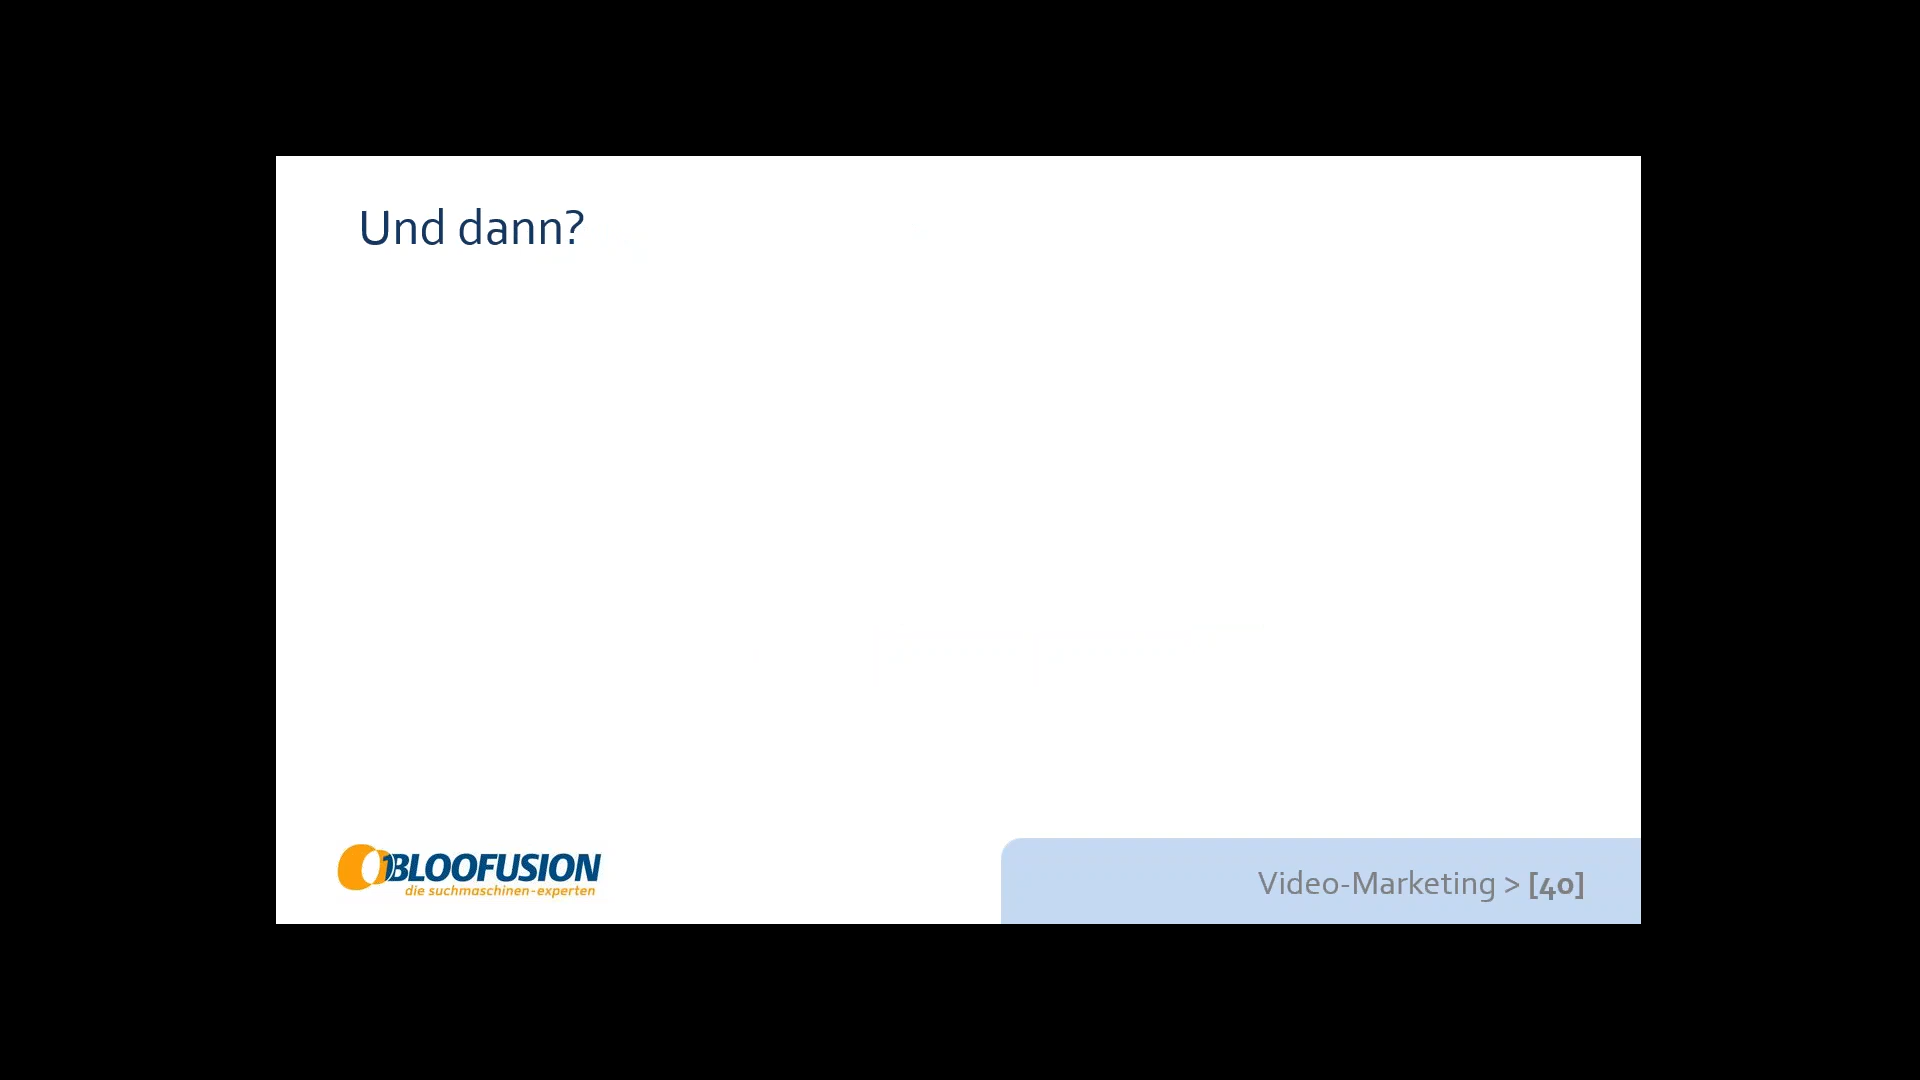 Und dann?
BLOOFUSION
die suchmaschinen-experten
Video-Marketing > [40]